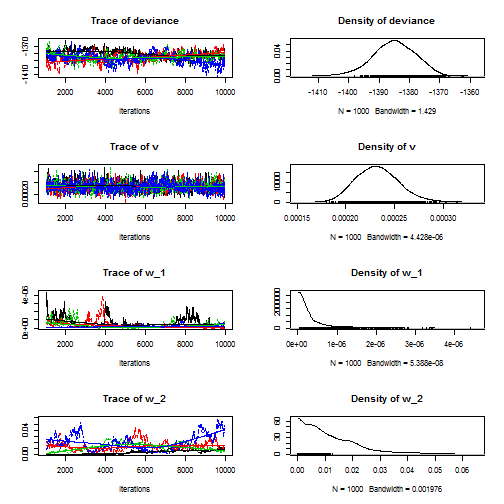 Trace of deviance
-1410 -1370
2000 4000 6000 8000 10000
Iterations
Density of deviance
0.00 0.04
-1410 -1400 -1390 -1380 -1370 -1360
N = 1000 Bandwidth = 1.429
Trace of v
0.00020
2000 4000 6000 8000 10000
Iterations
Density of v
0 10000
0.00015 0.00020 0.00025 0.00030
N = 1000 Bandwidth = 4.428e-06
Trace of w_1
0e+00 4e-06
2000 4000 6000 8000 10000
Iterations
Density of w_1
0 2000000
0e+00 1e-06 2e-06 3e-06 4e-06
N = 1000 Bandwidth = 5.388e-08
Trace of w_2
0.00 0.04
2000 4000 6000 8000 10000
Iterations
Density of w_2
0 30 60
0.00 0.01 0.02 0.03 0.04 0.05 0.06
N = 1000 Bandwidth = 0.001976